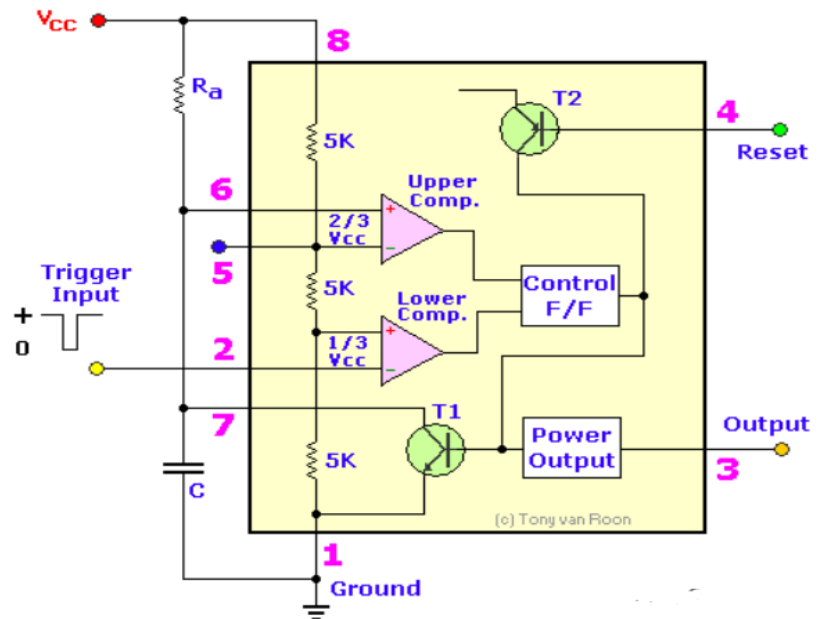 Vcc
8
Ra
T2
4
5K
Reset
6
Upper
Comp.
2/3
Vcc
5
Trigger
Input
5K
Control
F/F
Lower
Comp.
+
0
2
1/3
Vcc
7
T1
Output
Power
Output
3
5K
C
(c) Tony van Roon
1
Ground
+
-
+
-